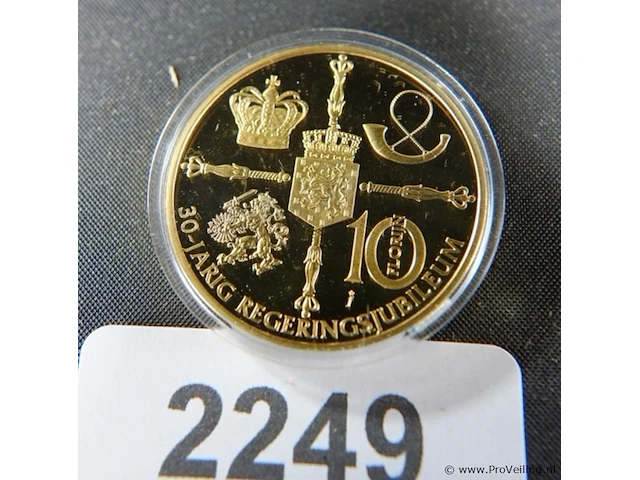 10
FLORIJN
30-JARIG REGERINGSJUBILEUM
2249
© www.ProVeiling.nl